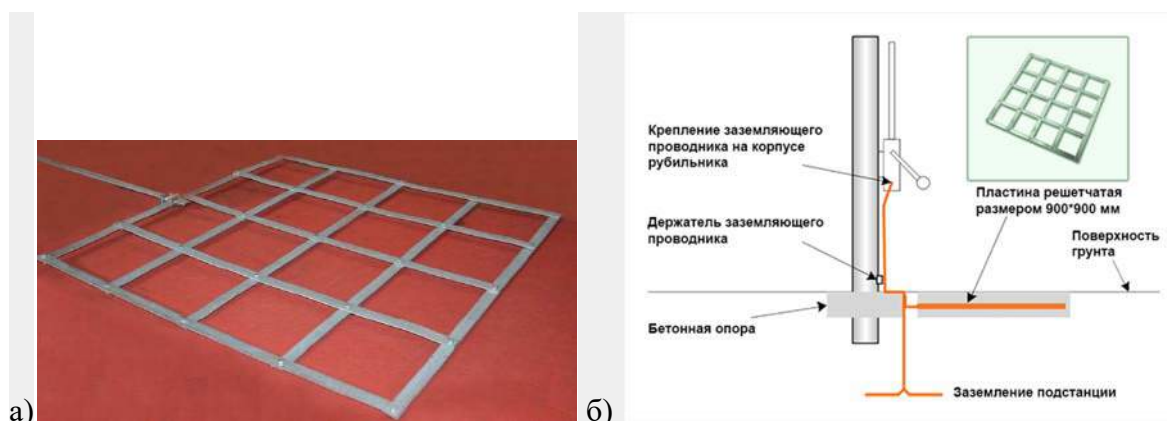 а)
б)
Крепление заземляющего
проводника на корпусе
рубильника
Пластина решетчатая
размером 900*900 мм
Держатель заземляющего
проводника
Поверхность
грунта
Бетонная опора
Заземление подстанции